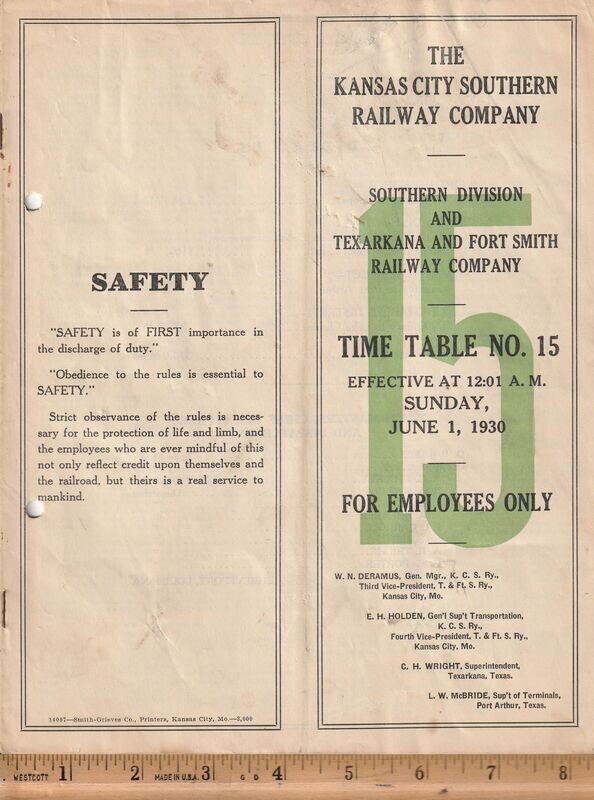 SAFETY
"SAFETY is of FIRST importance in
the discharge of duty."
"Obedience to the rules is essential to
SAFETY."
Strict observance of the rules is neces-
sary for the protection of life and limb, and
the employees who are ever mindful of this
not only reflect credit upon themselves and
the railroad, but theirs is a real service to
mankind.
14007—Smith-Grieves Co., Printers, Kansas City, Mo.—3,600
THE
KANSAS CITY SOUTHERN
RAILWAY COMPANY
SOUTHERN DIVISION
AND
TEXARKANA AND FORT SMITH
RAILWAY COMPANY
15
TIME TABLE NO. 15
EFFECTIVE AT 12:01 A. M.
SUNDAY,
JUNE 1, 1930
FOR EMPLOYEES ONLY
W. N. DERAMUS, Gen. Mgr., K. C. S. Ry.,
Third Vice-President, T. & Ft. S. Ry.,
Kansas City, Mo.
E. H. HOLDEN, Gen'l Sup't Transportation,
K. C. S. Ry.,
Fourth Vice-President, T. & Ft. S. Ry.,
Kansas City, Mo.
C. H. WRIGHT, Superintendent,
Texarkana, Texas.
L. W. McBRIDE, Sup't of Terminals,
Port Arthur, Texas.
WESTCOTT 1 2 MADE IN U.S.A. 3 G D 4 5 6 7 8